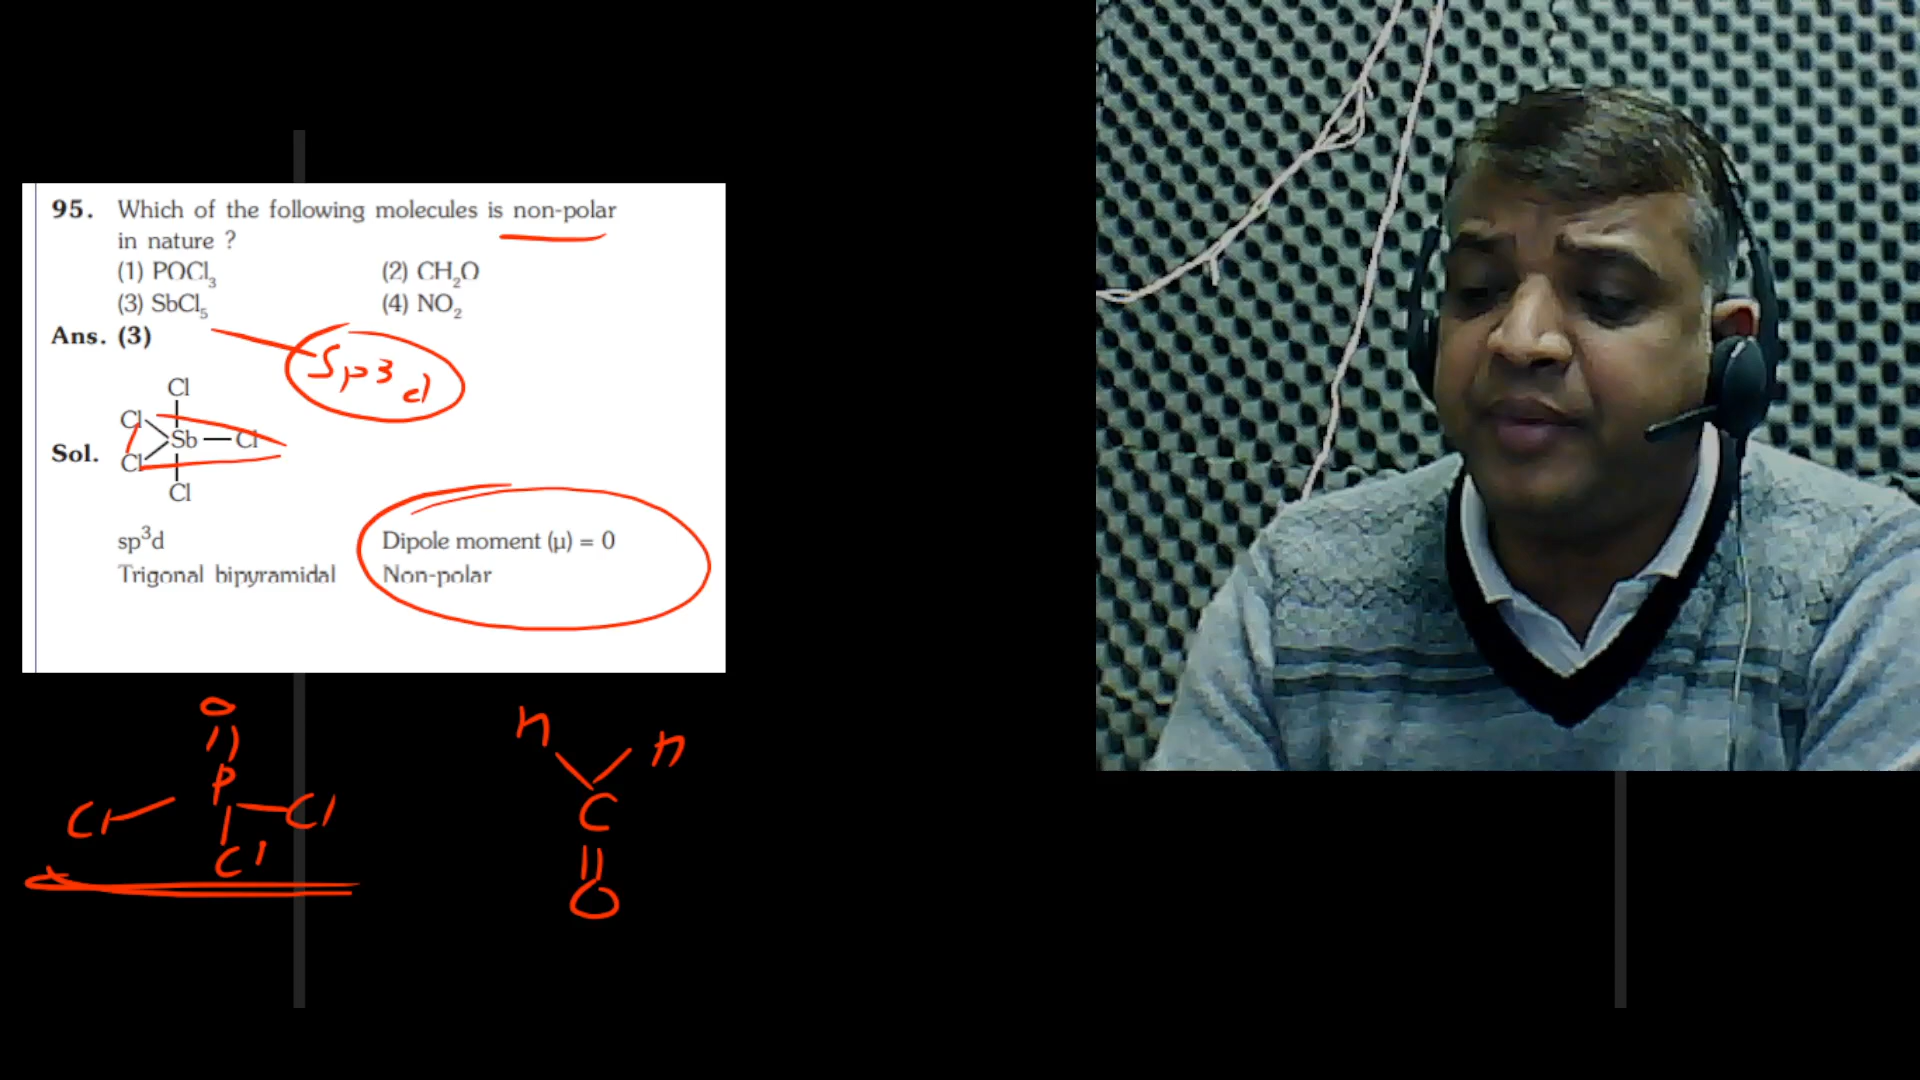 95. Which of the following molecules is non-polar
in nature ?
(1) POCl₃ (2) CH₂O
(3) SbCl₅ (4) NO₂
Ans. (3)
Sp3d
Cl
Cl
Sb — Cl
Sol. Cl
Cl
sp³d Dipole moment (μ) = 0
Trigonal bipyramidal Non-polar
O
P
Cl Cl
Cl
H H
C
O